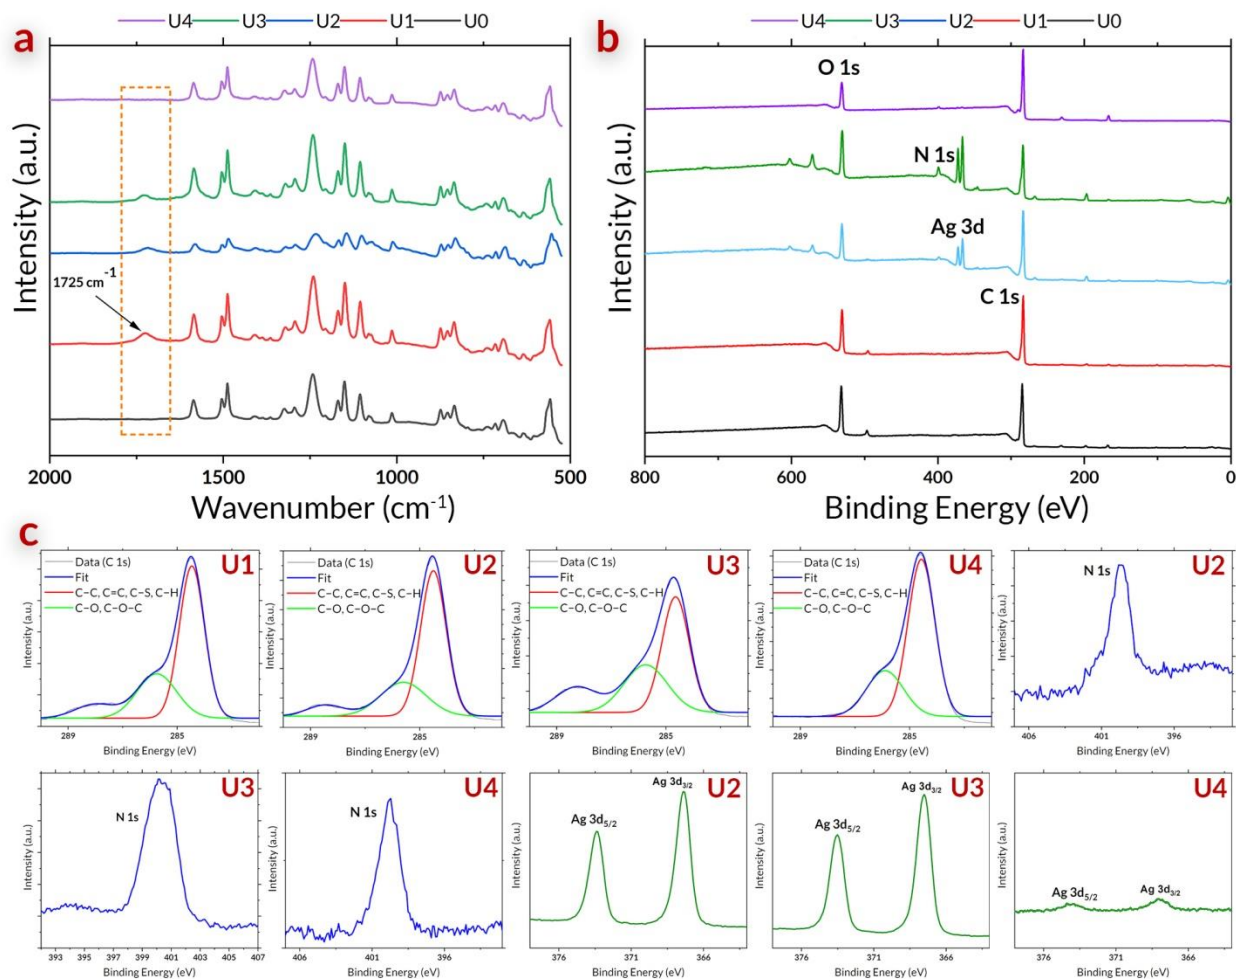 U4 U3 U2 U1 U0
a
1725 cm-1
Intensity (a.u.)
2000 1500 1000 500
Wavenumber (cm-1)
U4 U3 U2 U1 U0
b
O 1s
N 1s
Ag 3d
C 1s
Intensity (a.u.)
800 600 400 200 0
Binding Energy (eV)
c
U1
Data (C 1s)
Fit
C–C, C=C, C–S, C–H
C–O, C–O–C
Intensity (a.u.)
289 285
Binding Energy (eV)
U2
Data (C 1s)
Fit
C–C, C=C, C–S, C–H
C–O, C–O–C
Intensity (a.u.)
289 285
Binding Energy (eV)
U3
Data (C 1s)
Fit
C–C, C=C, C–S, C–H
C–O, C–O–C
Intensity (a.u.)
289 285
Binding Energy (eV)
U4
Data (C 1s)
Fit
C–C, C=C, C–S, C–H
C–O, C–O–C
Intensity (a.u.)
289 285
Binding Energy (eV)
U2
N 1s
Intensity (a.u.)
406 401 396
Binding Energy (eV)
U3
N 1s
Intensity (a.u.)
393 395 397 399 401 403 405 407
Binding Energy (eV)
U4
N 1s
Intensity (a.u.)
406 401 396
Binding Energy (eV)
U2
Ag 3d3/2
Ag 3d5/2
Intensity (a.u.)
376 371 366
Binding Energy (eV)
U3
Ag 3d3/2
Ag 3d5/2
Intensity (a.u.)
376 371 366
Binding Energy (eV)
U4
Ag 3d5/2 Ag 3d3/2
Intensity (a.u.)
376 371 366
Binding Energy (eV)